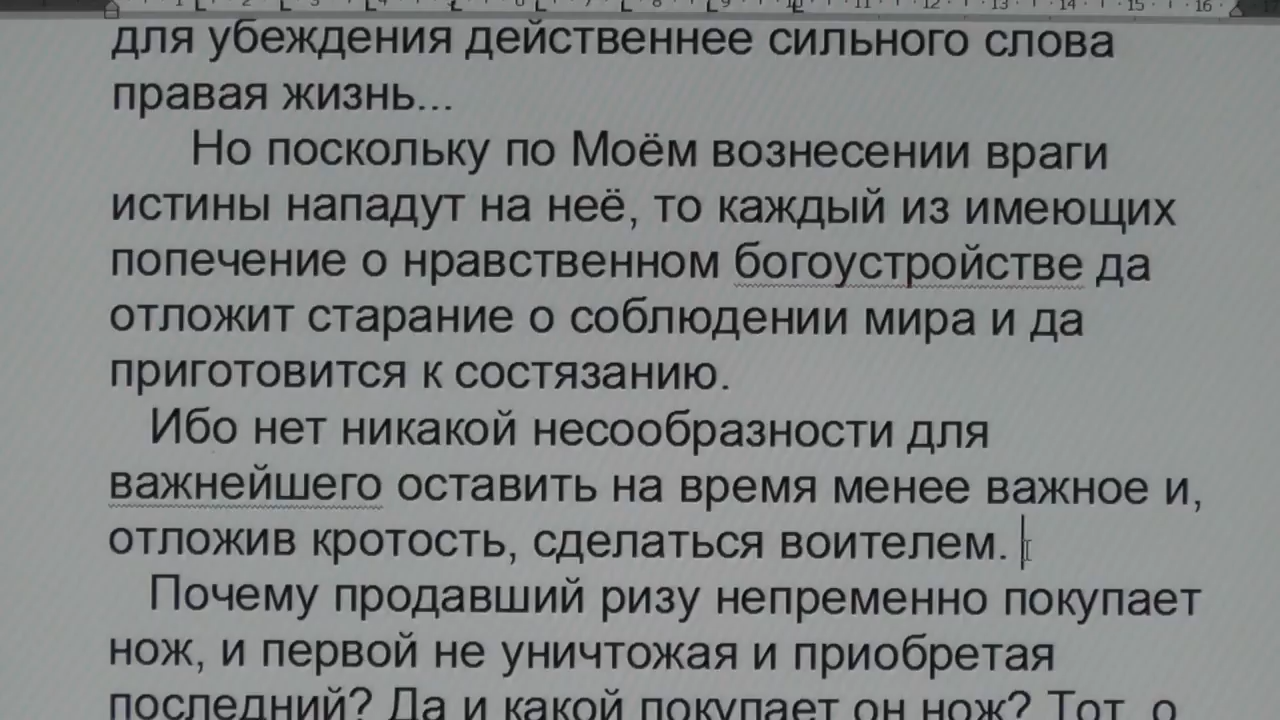 для убеждения действеннее сильного слова
правая жизнь...
Но поскольку по Моём вознесении враги
истины нападут на неё, то каждый из имеющих
попечение о нравственном богоустройстве да
отложит старание о соблюдении мира и да
приготовится к состязанию.
Ибо нет никакой несообразности для
важнейшего оставить на время менее важное и,
отложив кротость, сделаться воителем.
Почему продавший ризу непременно покупает
нож, и первой не уничтожая и приобретая
последний? Да и какой покупает он нож? Тот, о